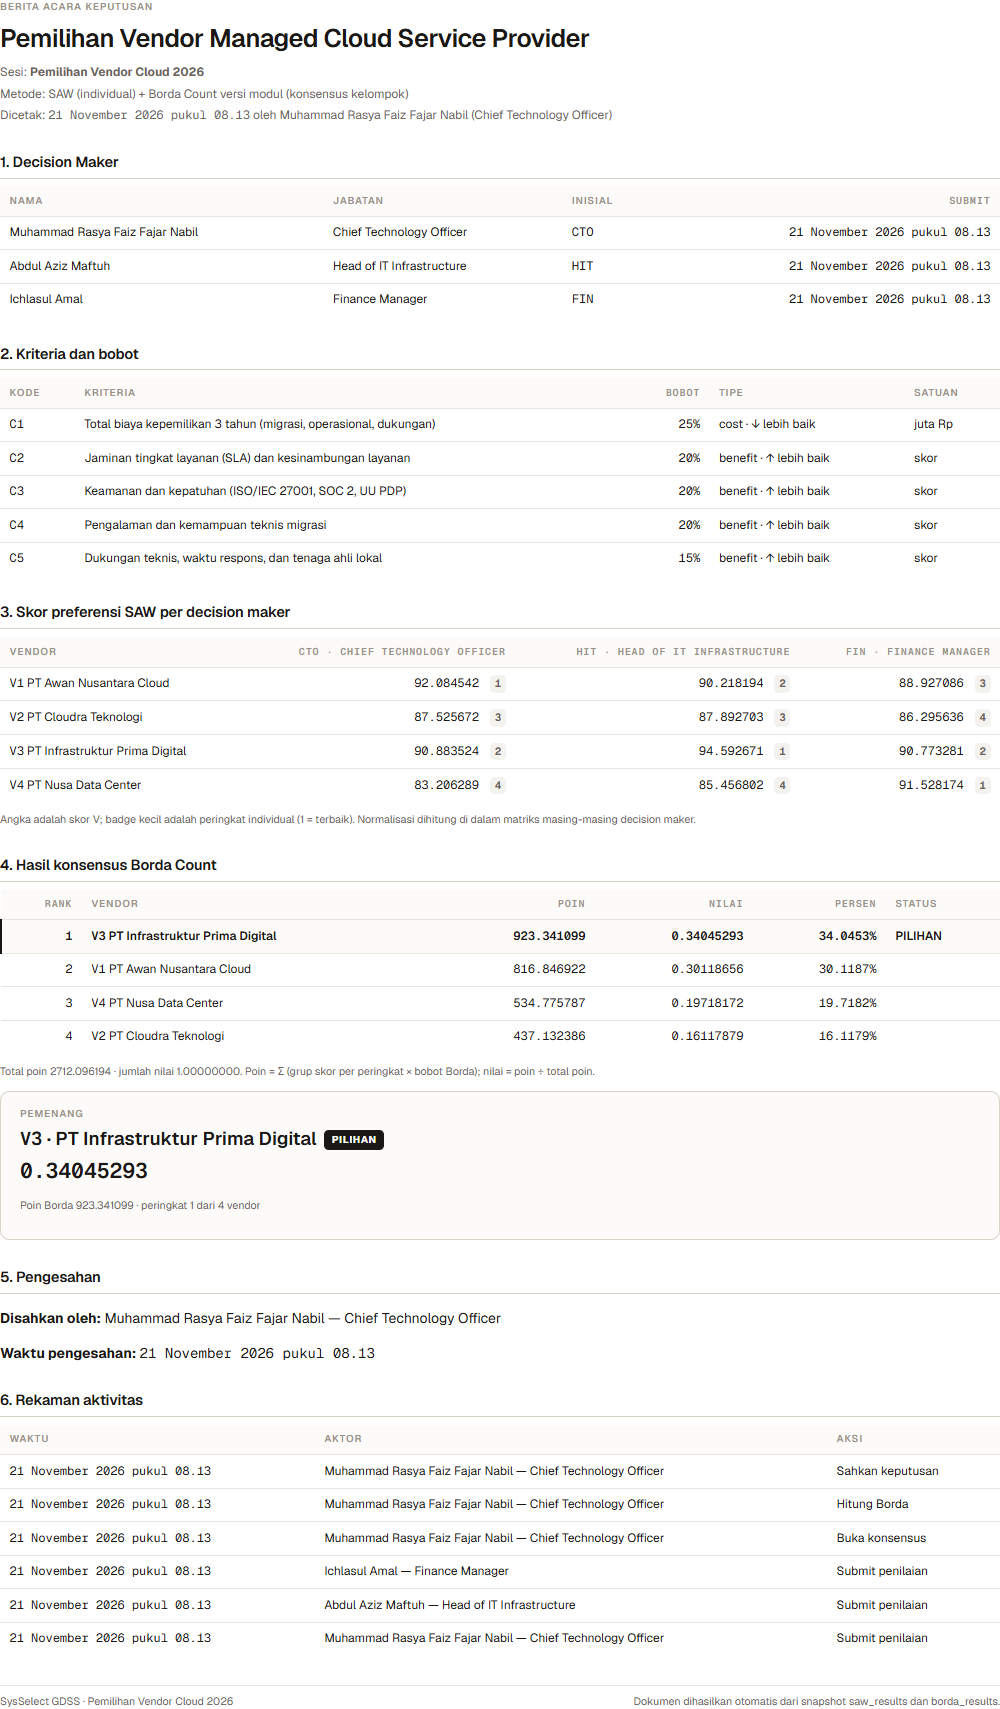 BERITA ACARA KEPUTUSAN
Pemilihan Vendor Managed Cloud Service Provider
Sesi: Pemilihan Vendor Cloud 2026
Metode: SAW (individual) + Borda Count versi modul (konsensus kelompok)
Dicetak: 21 November 2026 pukul 08.13 oleh Muhammad Rasya Faiz Fajar Nabil (Chief Technology Officer)
1. Decision Maker
NAMA JABATAN INISIAL SUBMIT
Muhammad Rasya Faiz Fajar Nabil Chief Technology Officer CTO 21 November 2026 pukul 08.13
Abdul Aziz Maftuh Head of IT Infrastructure HIT 21 November 2026 pukul 08.13
Ichlasul Amal Finance Manager FIN 21 November 2026 pukul 08.13
2. Kriteria dan bobot
KODE KRITERIA BOBOT TIPE SATUAN
C1 Total biaya kepemilikan 3 tahun (migrasi, operasional, dukungan) 25% cost · ↓ lebih baik juta Rp
C2 Jaminan tingkat layanan (SLA) dan kesinambungan layanan 20% benefit · ↑ lebih baik skor
C3 Keamanan dan kepatuhan (ISO/IEC 27001, SOC 2, UU PDP) 20% benefit · ↑ lebih baik skor
C4 Pengalaman dan kemampuan teknis migrasi 20% benefit · ↑ lebih baik skor
C5 Dukungan teknis, waktu respons, dan tenaga ahli lokal 15% benefit · ↑ lebih baik skor
3. Skor preferensi SAW per decision maker
VENDOR CTO · CHIEF TECHNOLOGY OFFICER HIT · HEAD OF IT INFRASTRUCTURE FIN · FINANCE MANAGER
V1 PT Awan Nusantara Cloud 92.084542 1 90.218194 2 88.927086 3
V2 PT Cloudra Teknologi 87.525672 3 87.892703 3 86.295636 4
V3 PT Infrastruktur Prima Digital 90.883524 2 94.592671 1 90.773281 2
V4 PT Nusa Data Center 83.206289 4 85.456802 4 91.528174 1
Angka adalah skor V; badge kecil adalah peringkat individual (1 = terbaik). Normalisasi dihitung di dalam matriks masing-masing decision maker.
4. Hasil konsensus Borda Count
RANK VENDOR POIN NILAI PERSEN STATUS
1 V3 PT Infrastruktur Prima Digital 923.341099 0.34045293 34.0453% PILIHAN
2 V1 PT Awan Nusantara Cloud 816.846922 0.30118656 30.1187%
3 V4 PT Nusa Data Center 534.775787 0.19718172 19.7182%
4 V2 PT Cloudra Teknologi 437.132386 0.16117879 16.1179%
Total poin 2712.096194 · jumlah nilai 1.00000000. Poin = Σ (grup skor per peringkat × bobot Borda); nilai = poin ÷ total poin.
PEMENANG
V3 · PT Infrastruktur Prima Digital PILIHAN
0.34045293
Poin Borda 923.341099 · peringkat 1 dari 4 vendor
5. Pengesahan
Disahkan oleh: Muhammad Rasya Faiz Fajar Nabil — Chief Technology Officer
Waktu pengesahan: 21 November 2026 pukul 08.13
6. Rekaman aktivitas
WAKTU AKTOR AKSI
21 November 2026 pukul 08.13 Muhammad Rasya Faiz Fajar Nabil — Chief Technology Officer Sahkan keputusan
21 November 2026 pukul 08.13 Muhammad Rasya Faiz Fajar Nabil — Chief Technology Officer Hitung Borda
21 November 2026 pukul 08.13 Muhammad Rasya Faiz Fajar Nabil — Chief Technology Officer Buka konsensus
21 November 2026 pukul 08.13 Ichlasul Amal — Finance Manager Submit penilaian
21 November 2026 pukul 08.13 Abdul Aziz Maftuh — Head of IT Infrastructure Submit penilaian
21 November 2026 pukul 08.13 Muhammad Rasya Faiz Fajar Nabil — Chief Technology Officer Submit penilaian
SysSelect GDSS · Pemilihan Vendor Cloud 2026 Dokumen dihasilkan otomatis dari snapshot saw_results dan borda_results.